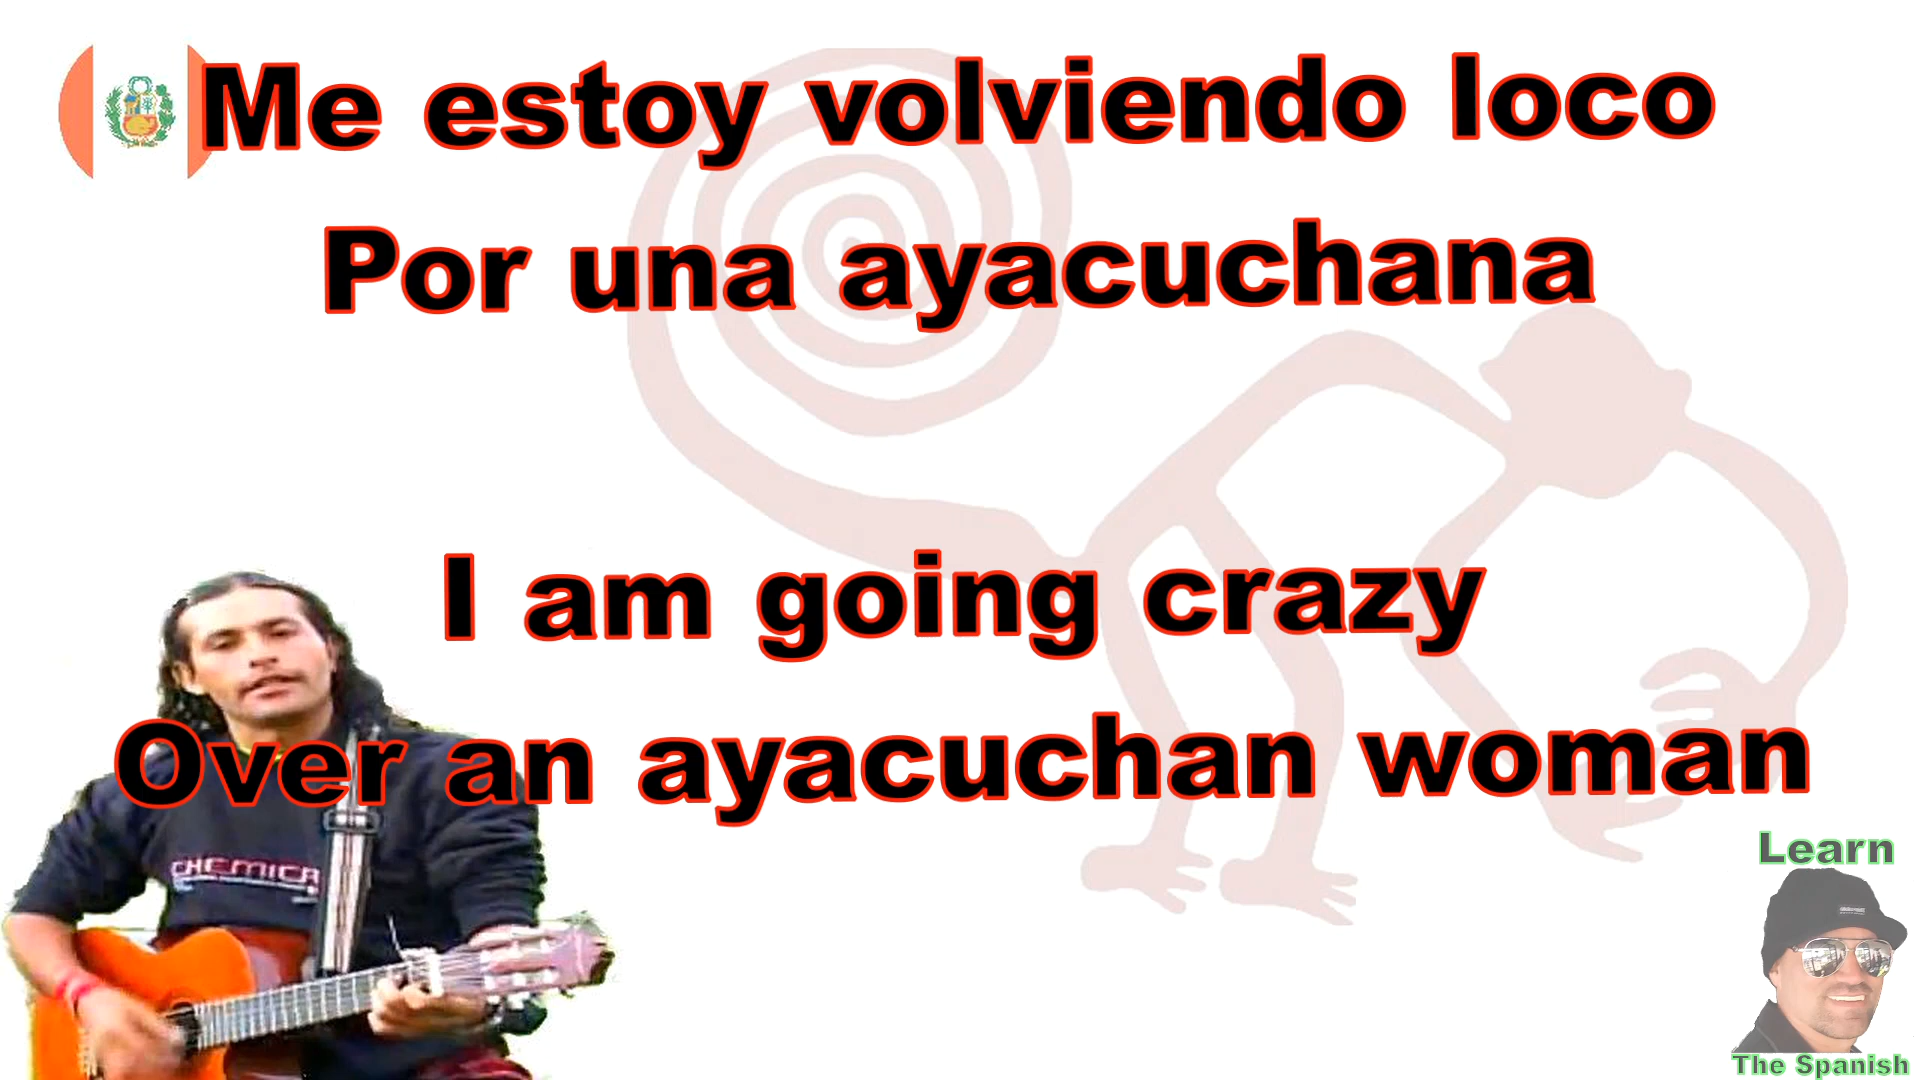 Me estoy volviendo loco
Por una ayacuchana
I am going crazy
Over an ayacuchan woman
CHEMICA
Learn
The Spanish